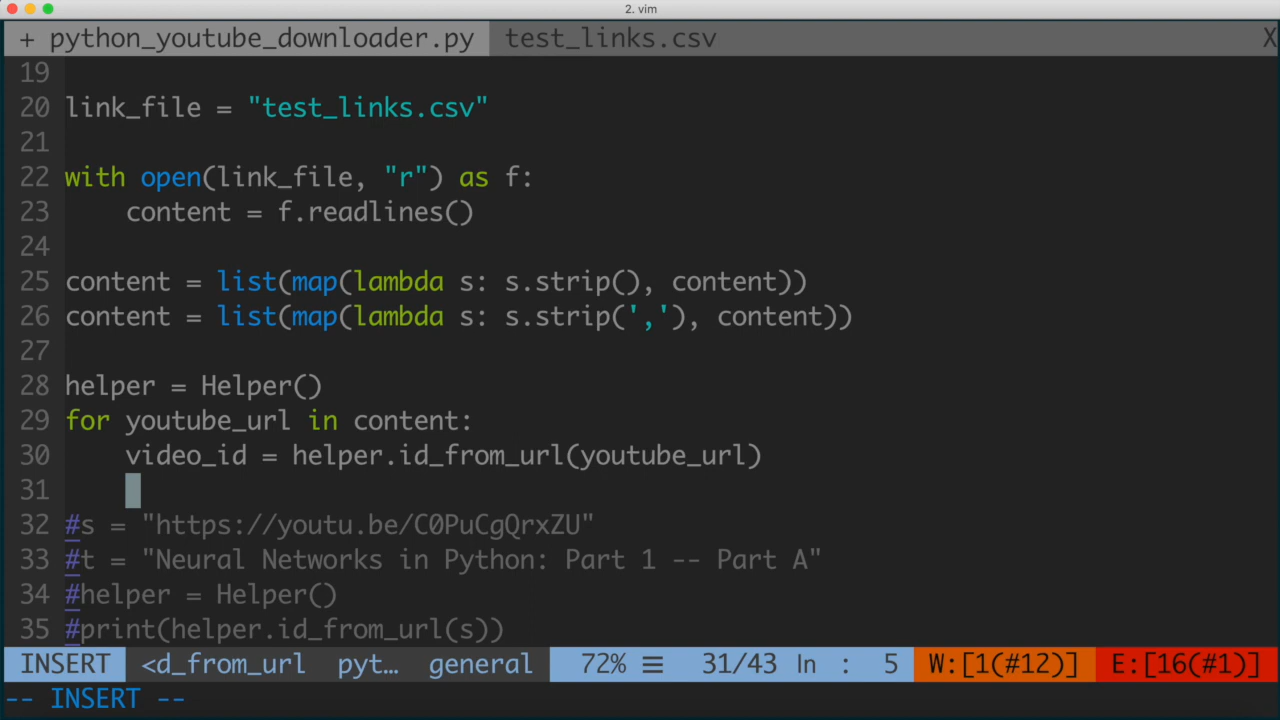 2. vim
+ python_youtube_downloader.py test_links.csv X
19
20 link_file = "test_links.csv"
21
22 with open(link_file, "r") as f:
23     content = f.readlines()
24
25 content = list(map(lambda s: s.strip(), content))
26 content = list(map(lambda s: s.strip(','), content))
27
28 helper = Helper()
29 for youtube_url in content:
30     video_id = helper.id_from_url(youtube_url)
31
32 #s = "https://youtu.be/C0PuCgQrxZU"
33 #t = "Neural Networks in Python: Part 1 -- Part A"
34 #helper = Helper()
35 #print(helper.id_from_url(s))
INSERT <d_from_url pyt… general 72% ☰ 31/43 ln : 5 W:[1(#12)] E:[16(#1)]
-- INSERT --